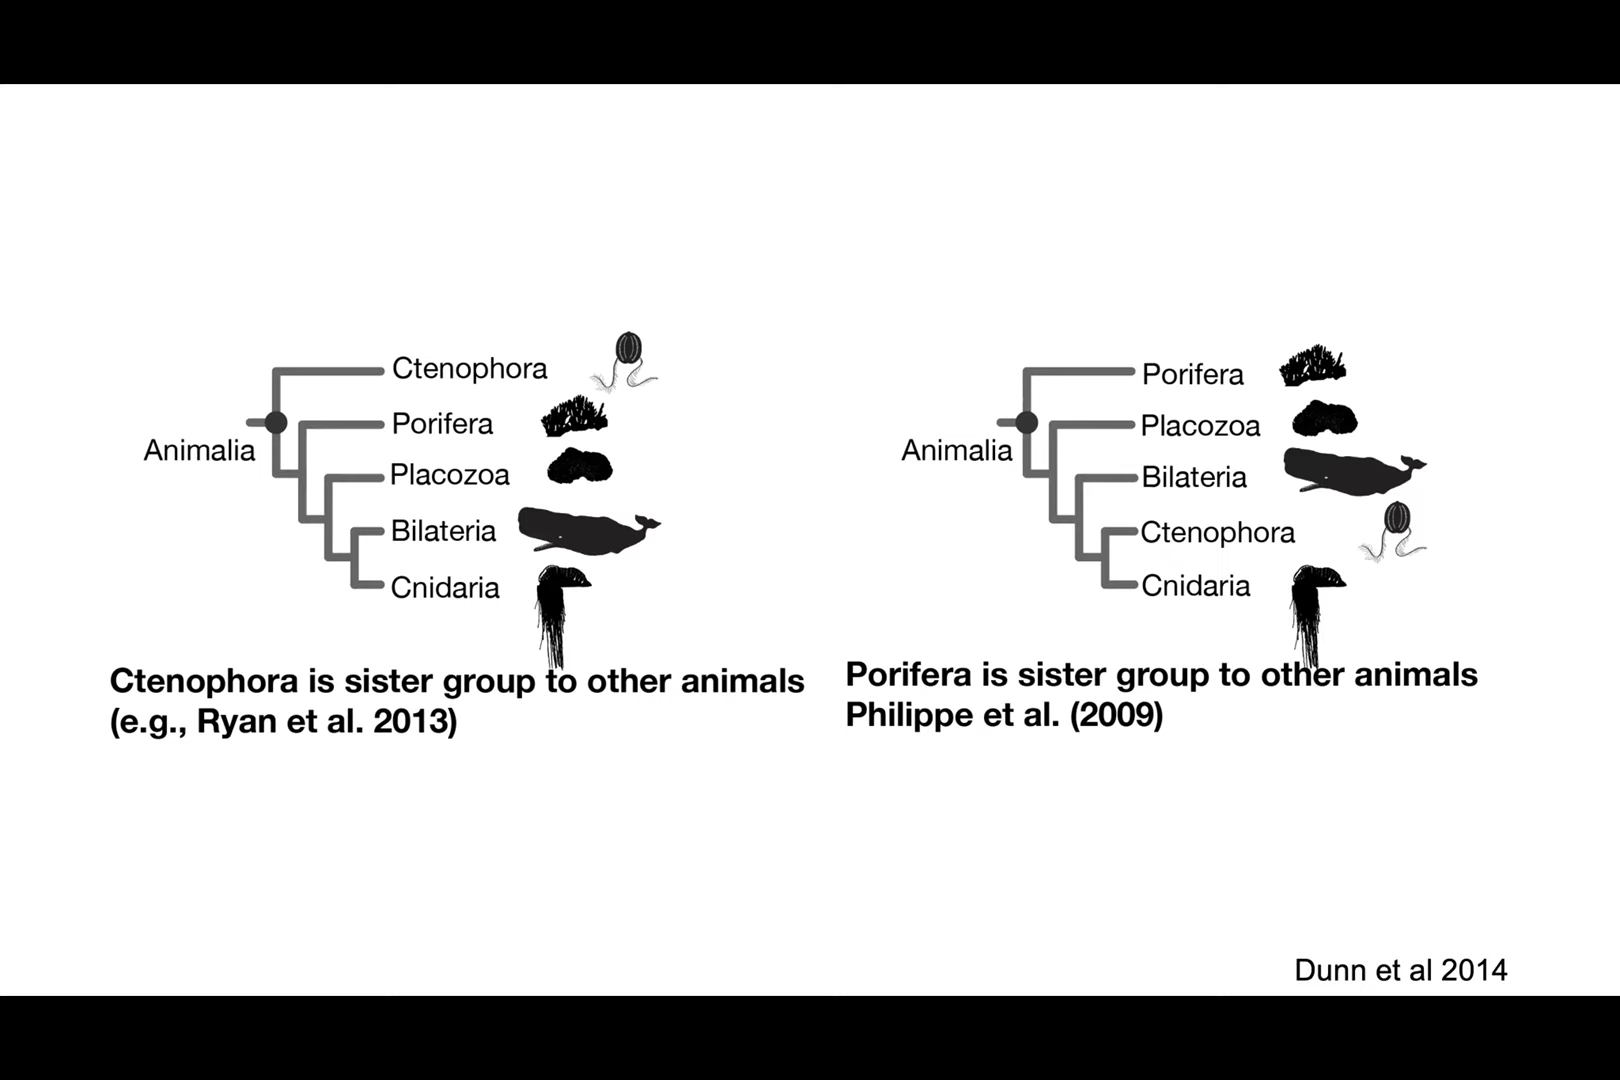 Ctenophora
Porifera
Animalia
Placozoa
Bilateria
Cnidaria
Ctenophora is sister group to other animals
(e.g., Ryan et al. 2013)
Porifera
Placozoa
Animalia
Bilateria
Ctenophora
Cnidaria
Porifera is sister group to other animals
Philippe et al. (2009)
Dunn et al 2014